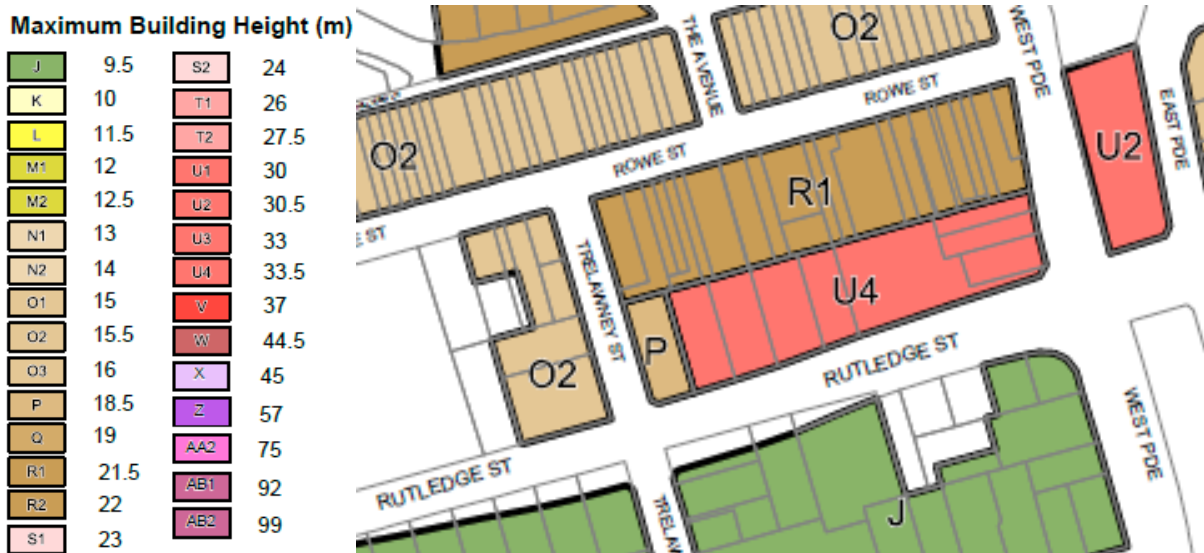 Maximum Building Height (m)
J 9.5
K 10
L 11.5
M1 12
M2 12.5
N1 13
N2 14
O1 15
O2 15.5
O3 16
P 18.5
Q 19
R1 21.5
R2 22
S1 23
S2 24
T1 26
T2 27.5
U1 30
U2 30.5
U3 33
U4 33.5
V 37
W 44.5
X 45
Z 57
AA2 75
AB1 92
AB2 99
O2
THE AVENUE
O2
WEST PDE
ROWE ST
EAST PDE
U2
ROWE ST
R1
E ST
TRELAWNEY ST
U4
P
O2
RUTLEDGE ST
WEST PDE
RUTLEDGE ST
TRELAW
J